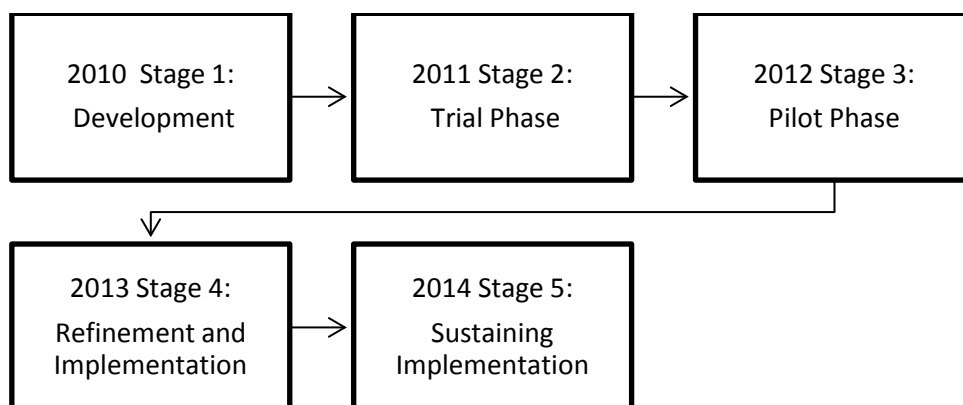 2010  Stage 1:
Development
2011 Stage 2:
Trial Phase
2012 Stage 3:
Pilot Phase
2013 Stage 4:
Refinement and
Implementation
2014 Stage 5:
Sustaining
Implementation